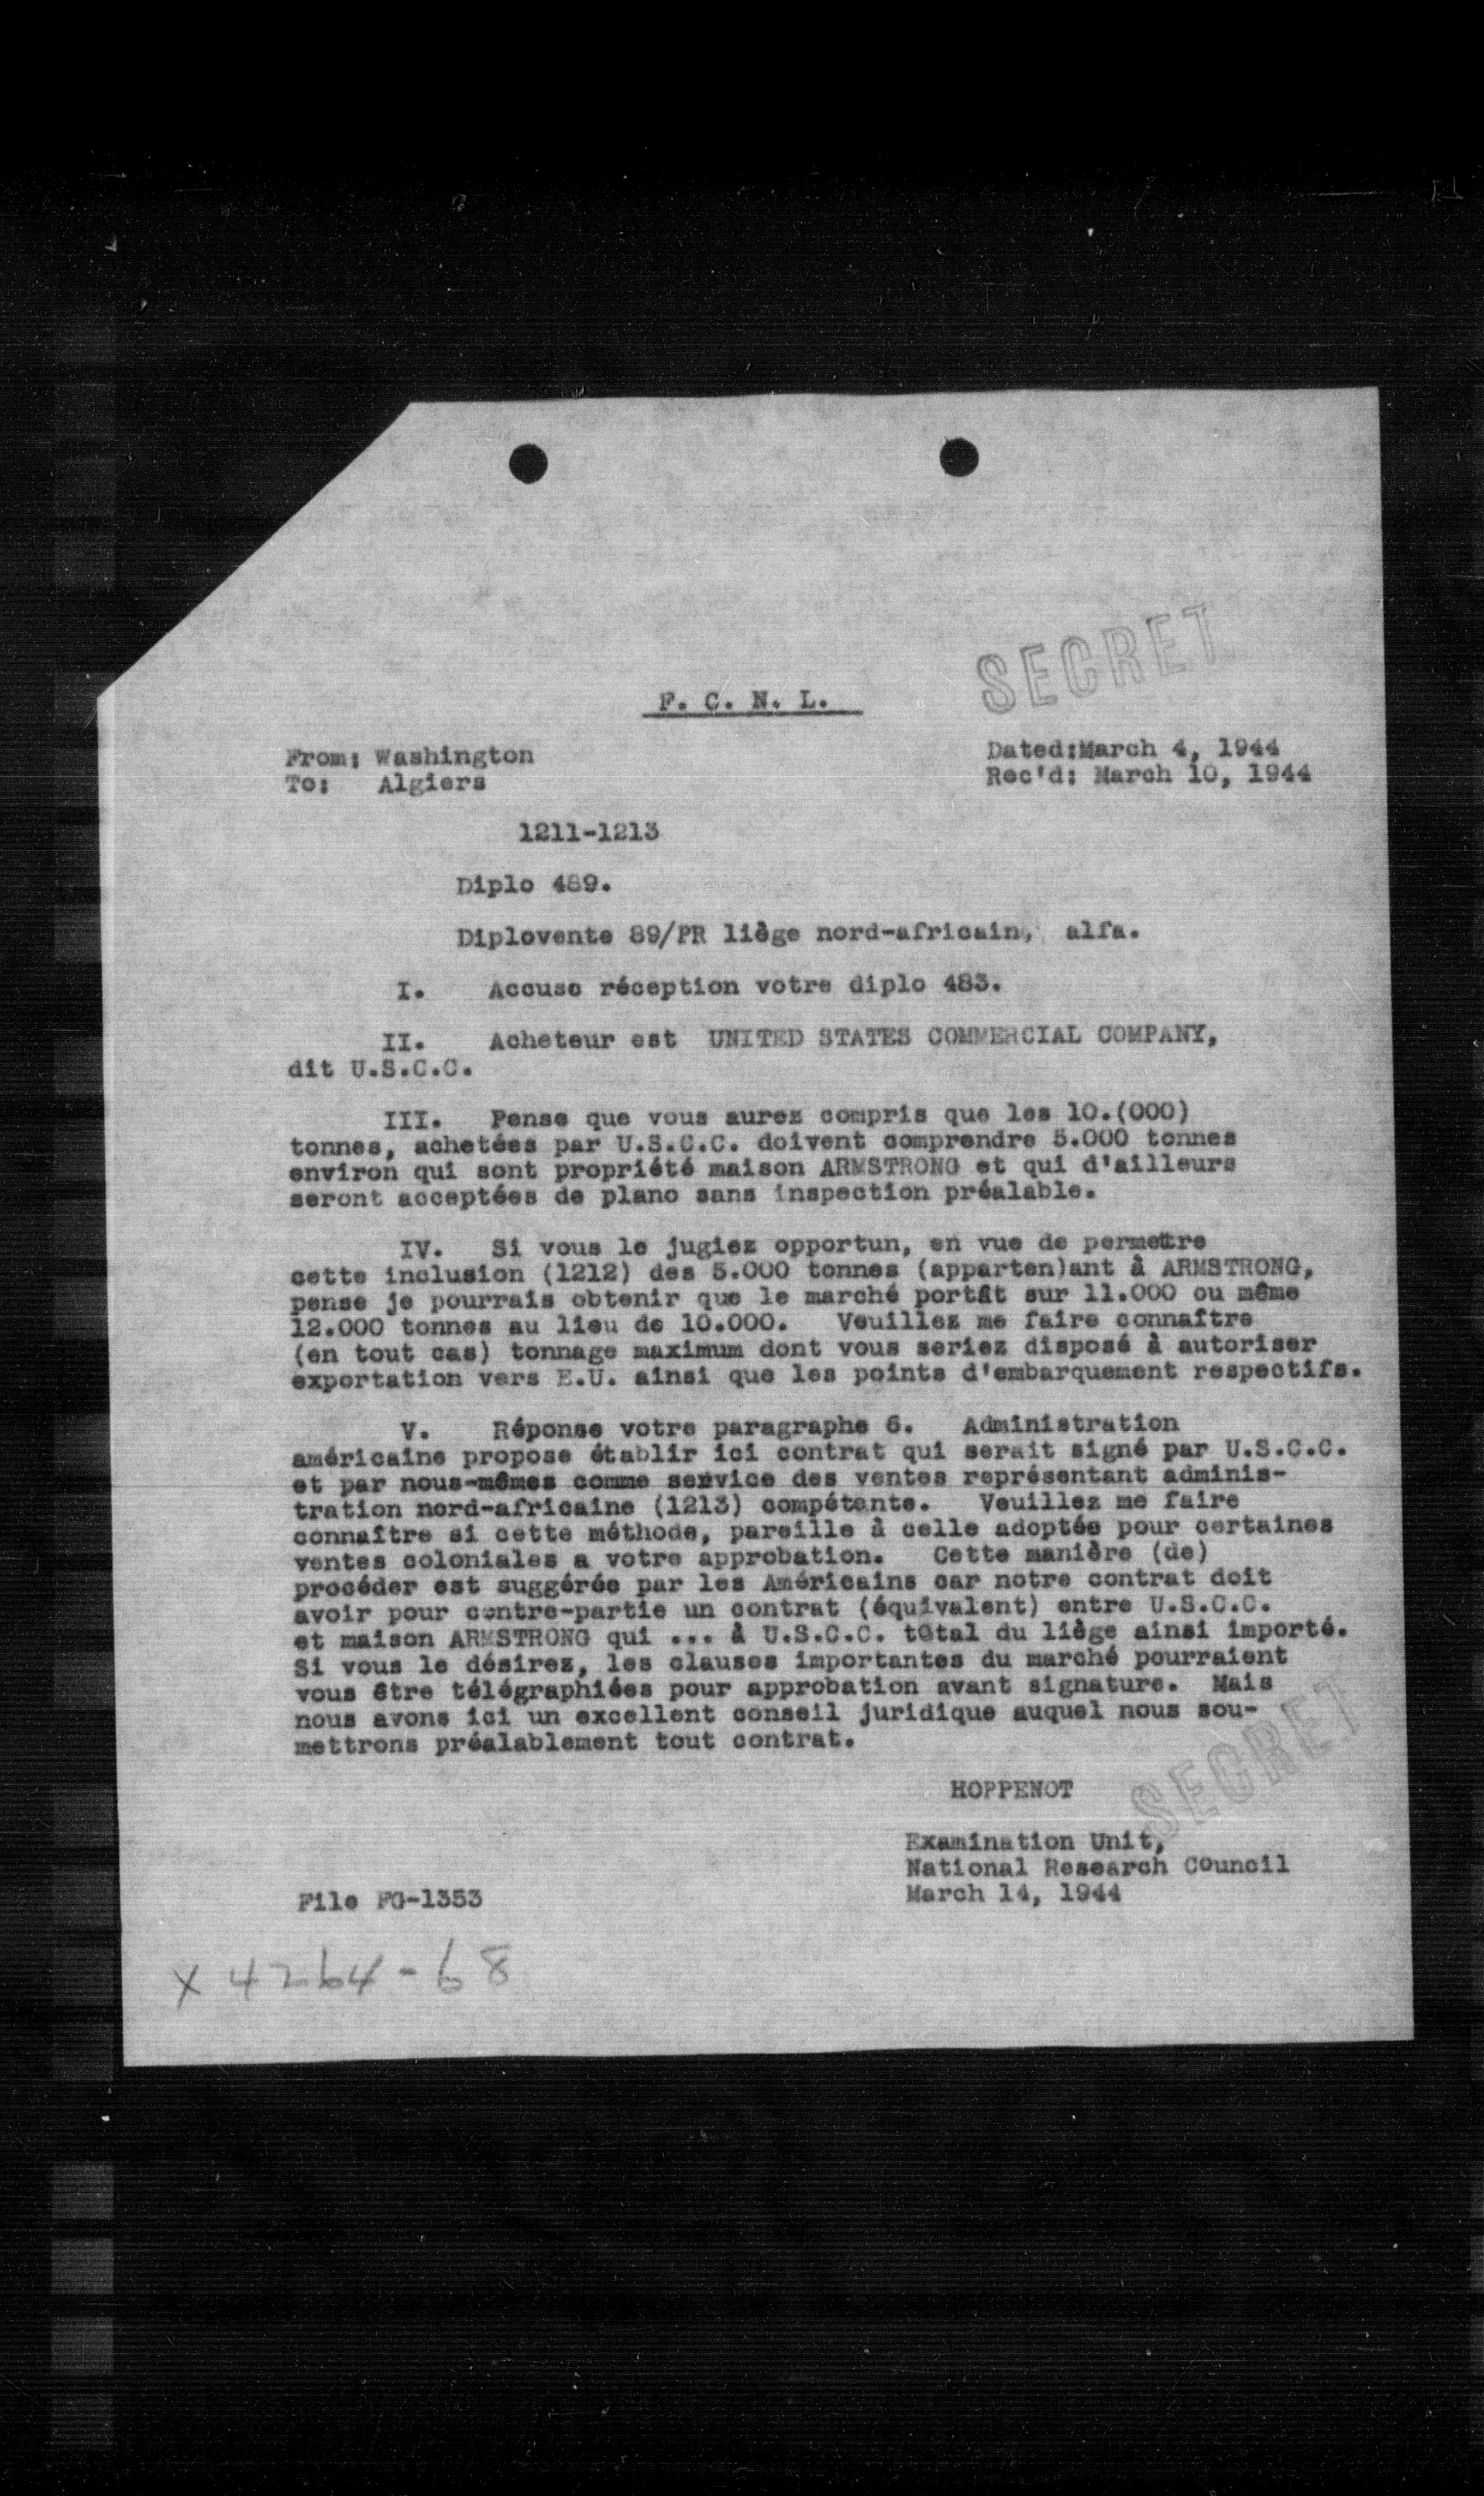 SECRET
F. C. N. L.
From: Washington
To: Algiers
Dated:March 4, 1944
Rec'd: March 10, 1944
1211-1213
Diplo 489.
Diplovente 89/PR liège nord-africain, alfa.
I. Accuse réception votre diplo 483.
II. Acheteur est UNITED STATES COMMERCIAL COMPANY,
dit U.S.C.C.
III. Pense que vous aurez compris que les 10.(000)
tonnes, achetées par U.S.C.C. doivent comprendre 5.000 tonnes
environ qui sont propriété maison ARMSTRONG et qui d'ailleurs
seront acceptées de plano sans inspection préalable.
IV. Si vous le jugiez opportun, en vue de permettre
cette inclusion (1212) des 5.000 tonnes (apparten)ant à ARMSTRONG,
pense je pourrais obtenir que le marché portât sur 11.000 ou même
12.000 tonnes au lieu de 10.000. Veuillez me faire connaître
(en tout cas) tonnage maximum dont vous seriez disposé à autoriser
exportation vers E.U. ainsi que les points d'embarquement respectifs.
V. Réponse votre paragraphe 6. Administration
américaine propose établir ici contrat qui serait signé par U.S.C.C.
et par nous-mêmes comme service des ventes représentant adminis-
tration nord-africaine (1213) compétente. Veuillez me faire
connaître si cette méthode, pareille à celle adoptée pour certaines
ventes coloniales a votre approbation. Cette manière (de)
procéder est suggérée par les Américains car notre contrat doit
avoir pour contre-partie un contrat (équivalent) entre U.S.C.C.
et maison ARMSTRONG qui ... à U.S.C.C. total du liège ainsi importé.
Si vous le désirez, les clauses importantes du marché pourraient
vous être télégraphiées pour approbation avant signature. Mais
nous avons ici un excellent conseil juridique auquel nous sou-
mettrons préalablement tout contrat.
HOPPENOT
SECRET
Examination Unit,
National Research Council
March 14, 1944
File FG-1353
X 4264-68